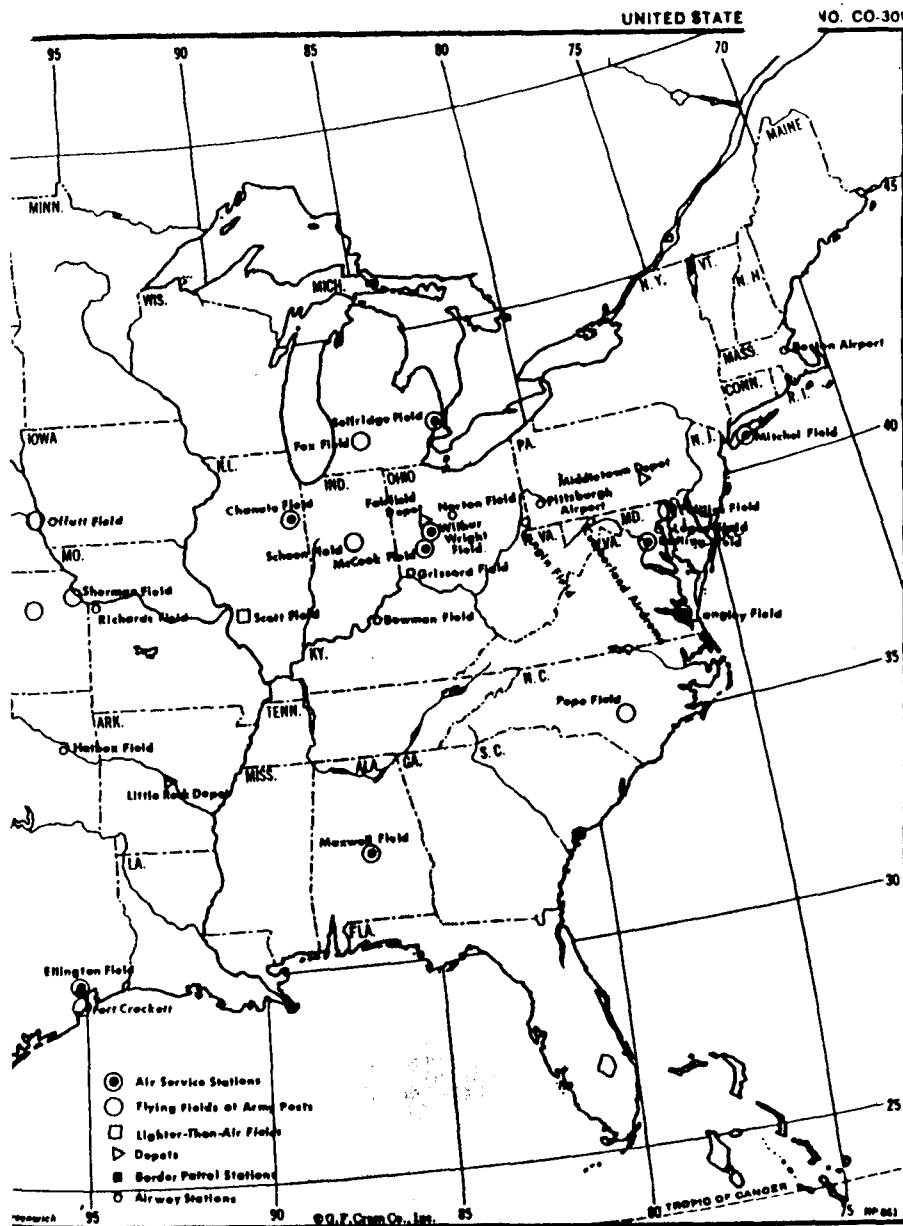 UNITED STATE
NO. CO-30
95 90 85 80 75 70
MAINE
45
MINN.
MICH.
N.Y.
VT.
N.H.
WIS.
MASS.
Boston Airport
CONN.
R.I.
Selfridge Field
Fox Field
40
IOWA
ILL.
IND.
OHIO
PA.
N.J.
Mitchel Field
Middletown Depot
Chanute Field
Fairfield
Depot
Norton Field
Pittsburgh
Airport
Offutt Field
Wilbur
Wright
Field
W.VA.
VA.
MD.
Schoen Field
McCook Field
MO.
Grissard Field
Sherman Field
Richards Field
Scott Field
Bowman Field
Langley Field
KY.
35
N.C.
TENN.
ARK.
Pope Field
Hatbox Field
MISS.
ALA.
GA.
S.C.
Little Rock Depot
Maxwell Field
LA.
30
FLA.
Ellington Field
Fort Crockett
Air Service Stations
Flying Fields at Army Posts
Lighter-Than-Air Fields
Depots
Border Patrol Stations
Airway Stations
25
TROPIC OF CANCER
95 90 85 80 75
© G. F. Cram Co., Inc.